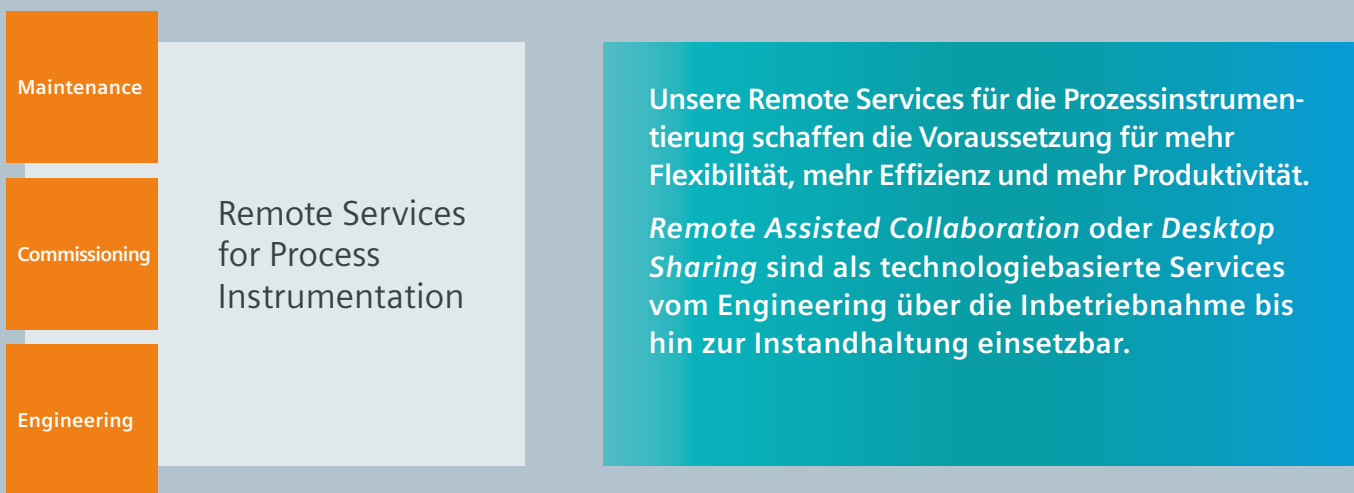 Maintenance
Commissioning
Engineering
Remote Services
for Process
Instrumentation
Unsere Remote Services für die Prozessinstrumen-
tierung schaffen die Voraussetzung für mehr
Flexibilität, mehr Effizienz und mehr Produktivität.
Remote Assisted Collaboration oder Desktop
Sharing sind als technologiebasierte Services
vom Engineering über die Inbetriebnahme bis
hin zur Instandhaltung einsetzbar.